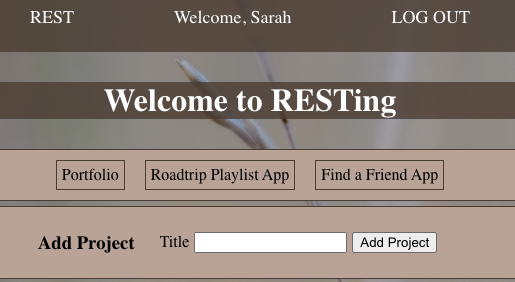 REST Welcome, Sarah LOG OUT
Welcome to RESTing
Portfolio Roadtrip Playlist App Find a Friend App
Add Project Title Add Project